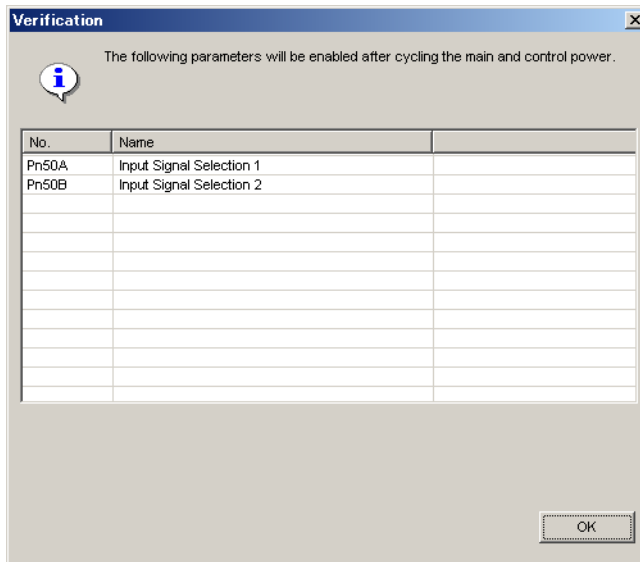 Verification
The following parameters will be enabled after cycling the main and control power.
No. Name
Pn50A Input Signal Selection 1
Pn50B Input Signal Selection 2
OK